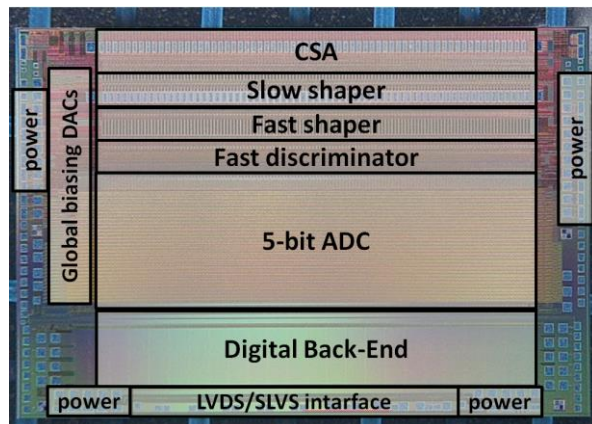 CSA
Slow shaper
Fast shaper
Fast discriminator
5-bit ADC
Digital Back-End
LVDS/SLVS intarface
power
power
power
power
Global biasing DACs